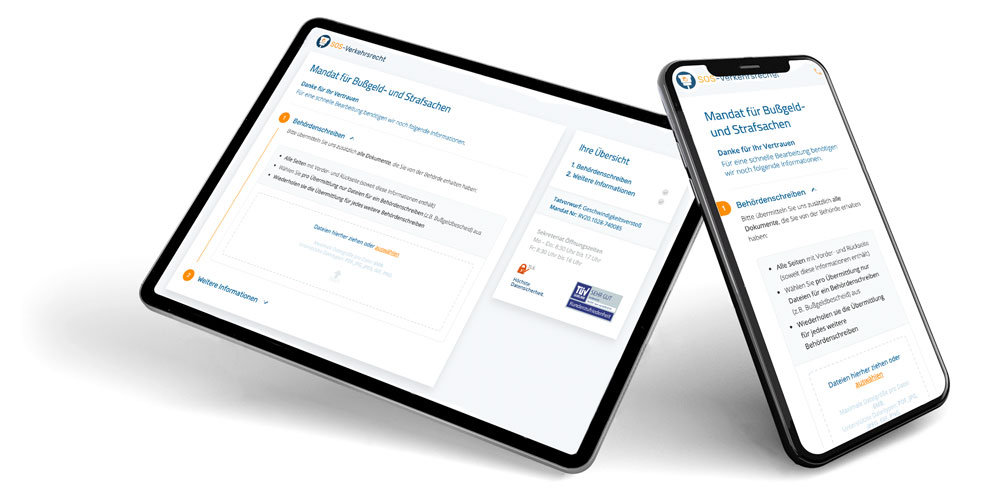 SOS-Verkehrsrecht
Mandat für Bußgeld- und Strafsachen
Danke für Ihr Vertrauen
Für eine schnelle Bearbeitung benötigen wir noch folgende Informationen.
1
Behördenschreiben
Bitte übermitteln Sie uns zusätzlich alle Dokumente, die Sie von der Behörde erhalten haben:
Alle Seiten mit Vorder- und Rückseite (soweit diese Informationen enthält)
Wählen Sie pro Übermittlung nur Dateien für ein Behördenschreiben (z.B. Bußgeldbescheid) aus
Wiederholen sie die Übermittlung für jedes weitere Behördenschreiben
Dateien hierher ziehen oder auswählen
2
Weitere Informationen
Ihre Übersicht
1. Behördenschreiben
2. Weitere Informationen
Tatvorwurf: Geschwindigkeitsverstoß
Mandat Nr: RV20.1028-740085
Sekretariat Öffnungszeiten
Mo - Do: 8:30 Uhr bis 17 Uhr
Fr: 8:30 Uhr bis 16 Uhr
Höchste
Datensicherheit.
TÜV
SEHR GUT
Kundenzufriedenheit
SOS-Verkehrsrecht
Mandat für Bußgeld-
und Strafsachen
Danke für Ihr Vertrauen
Für eine schnelle Bearbeitung benötigen
wir noch folgende Informationen.
1
Behördenschreiben
Bitte übermitteln Sie uns zusätzlich alle
Dokumente, die Sie von der Behörde erhalten
haben:
Alle Seiten mit Vorder- und Rückseite
(soweit diese Informationen enthält)
Wählen Sie pro Übermittlung nur
Dateien für ein Behördenschreiben
(z.B. Bußgeldbescheid) aus
Wiederholen sie die Übermittlung
für jedes weitere
Behördenschreiben
Dateien hierher ziehen oder
auswählen
Maximale Dateigröße pro Datei:
8MB